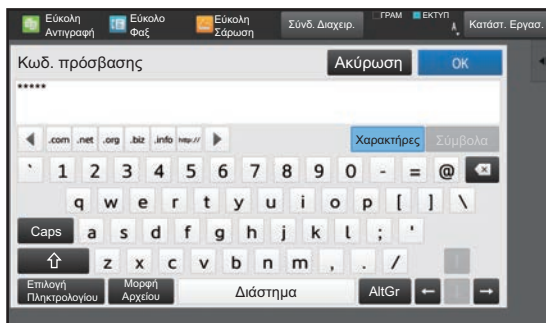 Εύκολη Αντιγραφή
Εύκολο Φαξ
Εύκολη Σάρωση
Σύνδ. Διαχειρ.
ΓΡΑΜ
ΕΚΤΥΠ
Κατάστ. Εργασ.
Κωδ. πρόσβασης
Ακύρωση
OK
*****
.com .net .org .biz .info http://
Χαρακτήρες
Σύμβολα
` 1 2 3 4 5 6 7 8 9 0 - = @
q w e r t y u i o p [ ] \
Caps a s d f g h j k l ; '
z x c v b n m , . /
Επιλογή Πληκτρολογίου
Μορφή Αρχείου
Διάστημα
AltGr